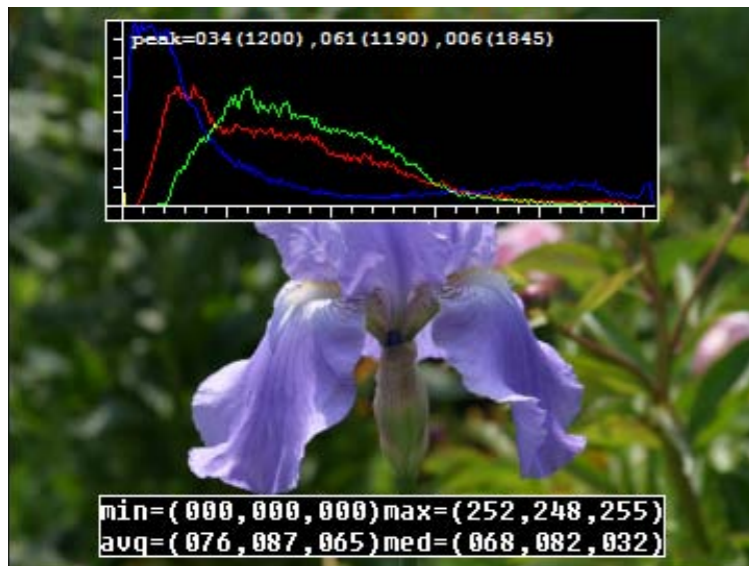 peak=034(1200),061(1190),006(1845)
min=(000,000,000)max=(252,248,255)
avg=(076,087,065)med=(068,082,032)